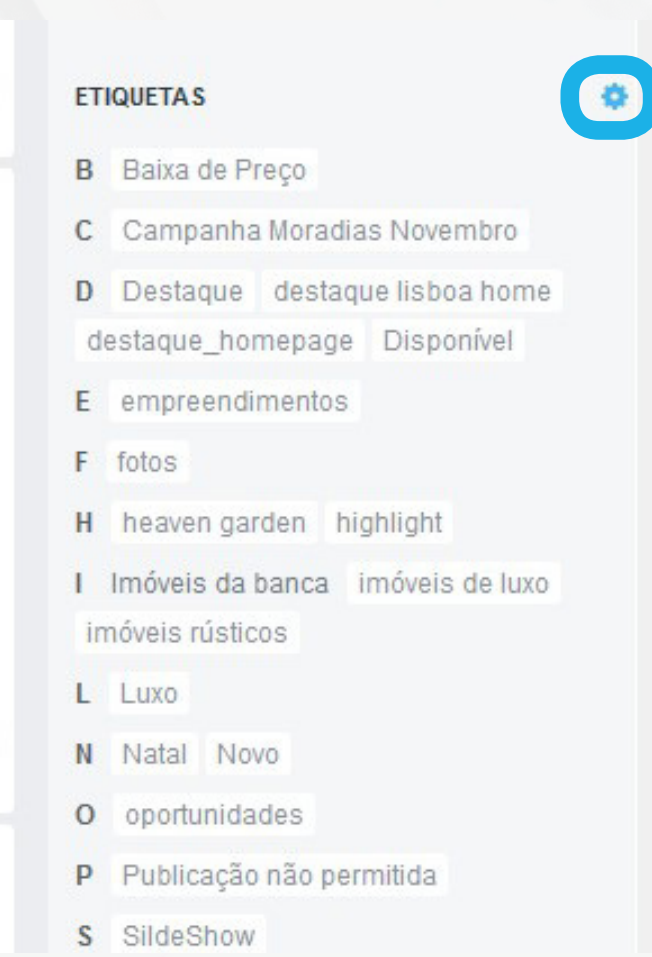 ETIQUETAS
B Baixa de Preço
C Campanha Moradias Novembro
D Destaque destaque lisboa home
destaque_homepage Disponível
E empreendimentos
F fotos
H heaven garden highlight
I Imóveis da banca imóveis de luxo
imóveis rústicos
L Luxo
N Natal Novo
O oportunidades
P Publicação não permitida
S SildeShow